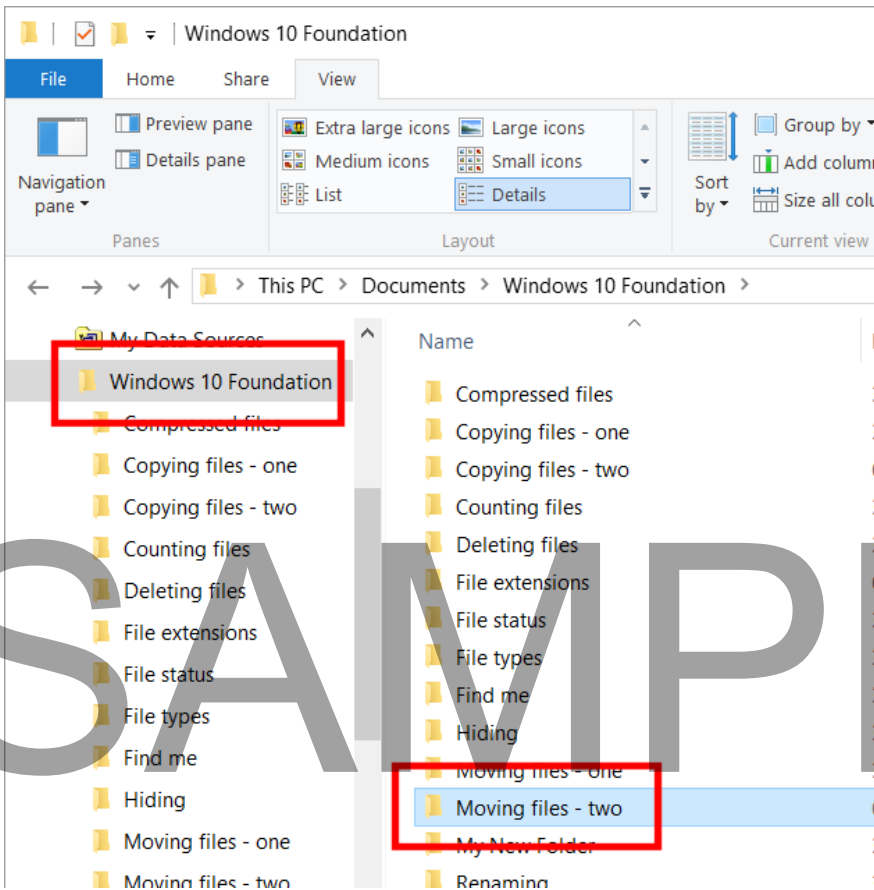 Windows 10 Foundation
File Home Share View
Preview pane
Details pane
Navigation
pane
Extra large icons Large icons
Medium icons Small icons
List Details
Sort
by
Group by
Add
Size all
Panes Layout Current view
This PC > Documents > Windows 10 Foundation >
My Data Sources
Windows 10 Foundation
Compressed files
Copying files - one
Copying files - two
Counting files
Deleting files
File extensions
File status
File types
Find me
Hiding
Moving files - one
Moving files - two
Name
Compressed files
Copying files - one
Copying files - two
Counting files
Deleting files
File extensions
File status
File types
Find me
Hiding
Moving files - one
Moving files - two
My New Folder
Renaming
SAMP